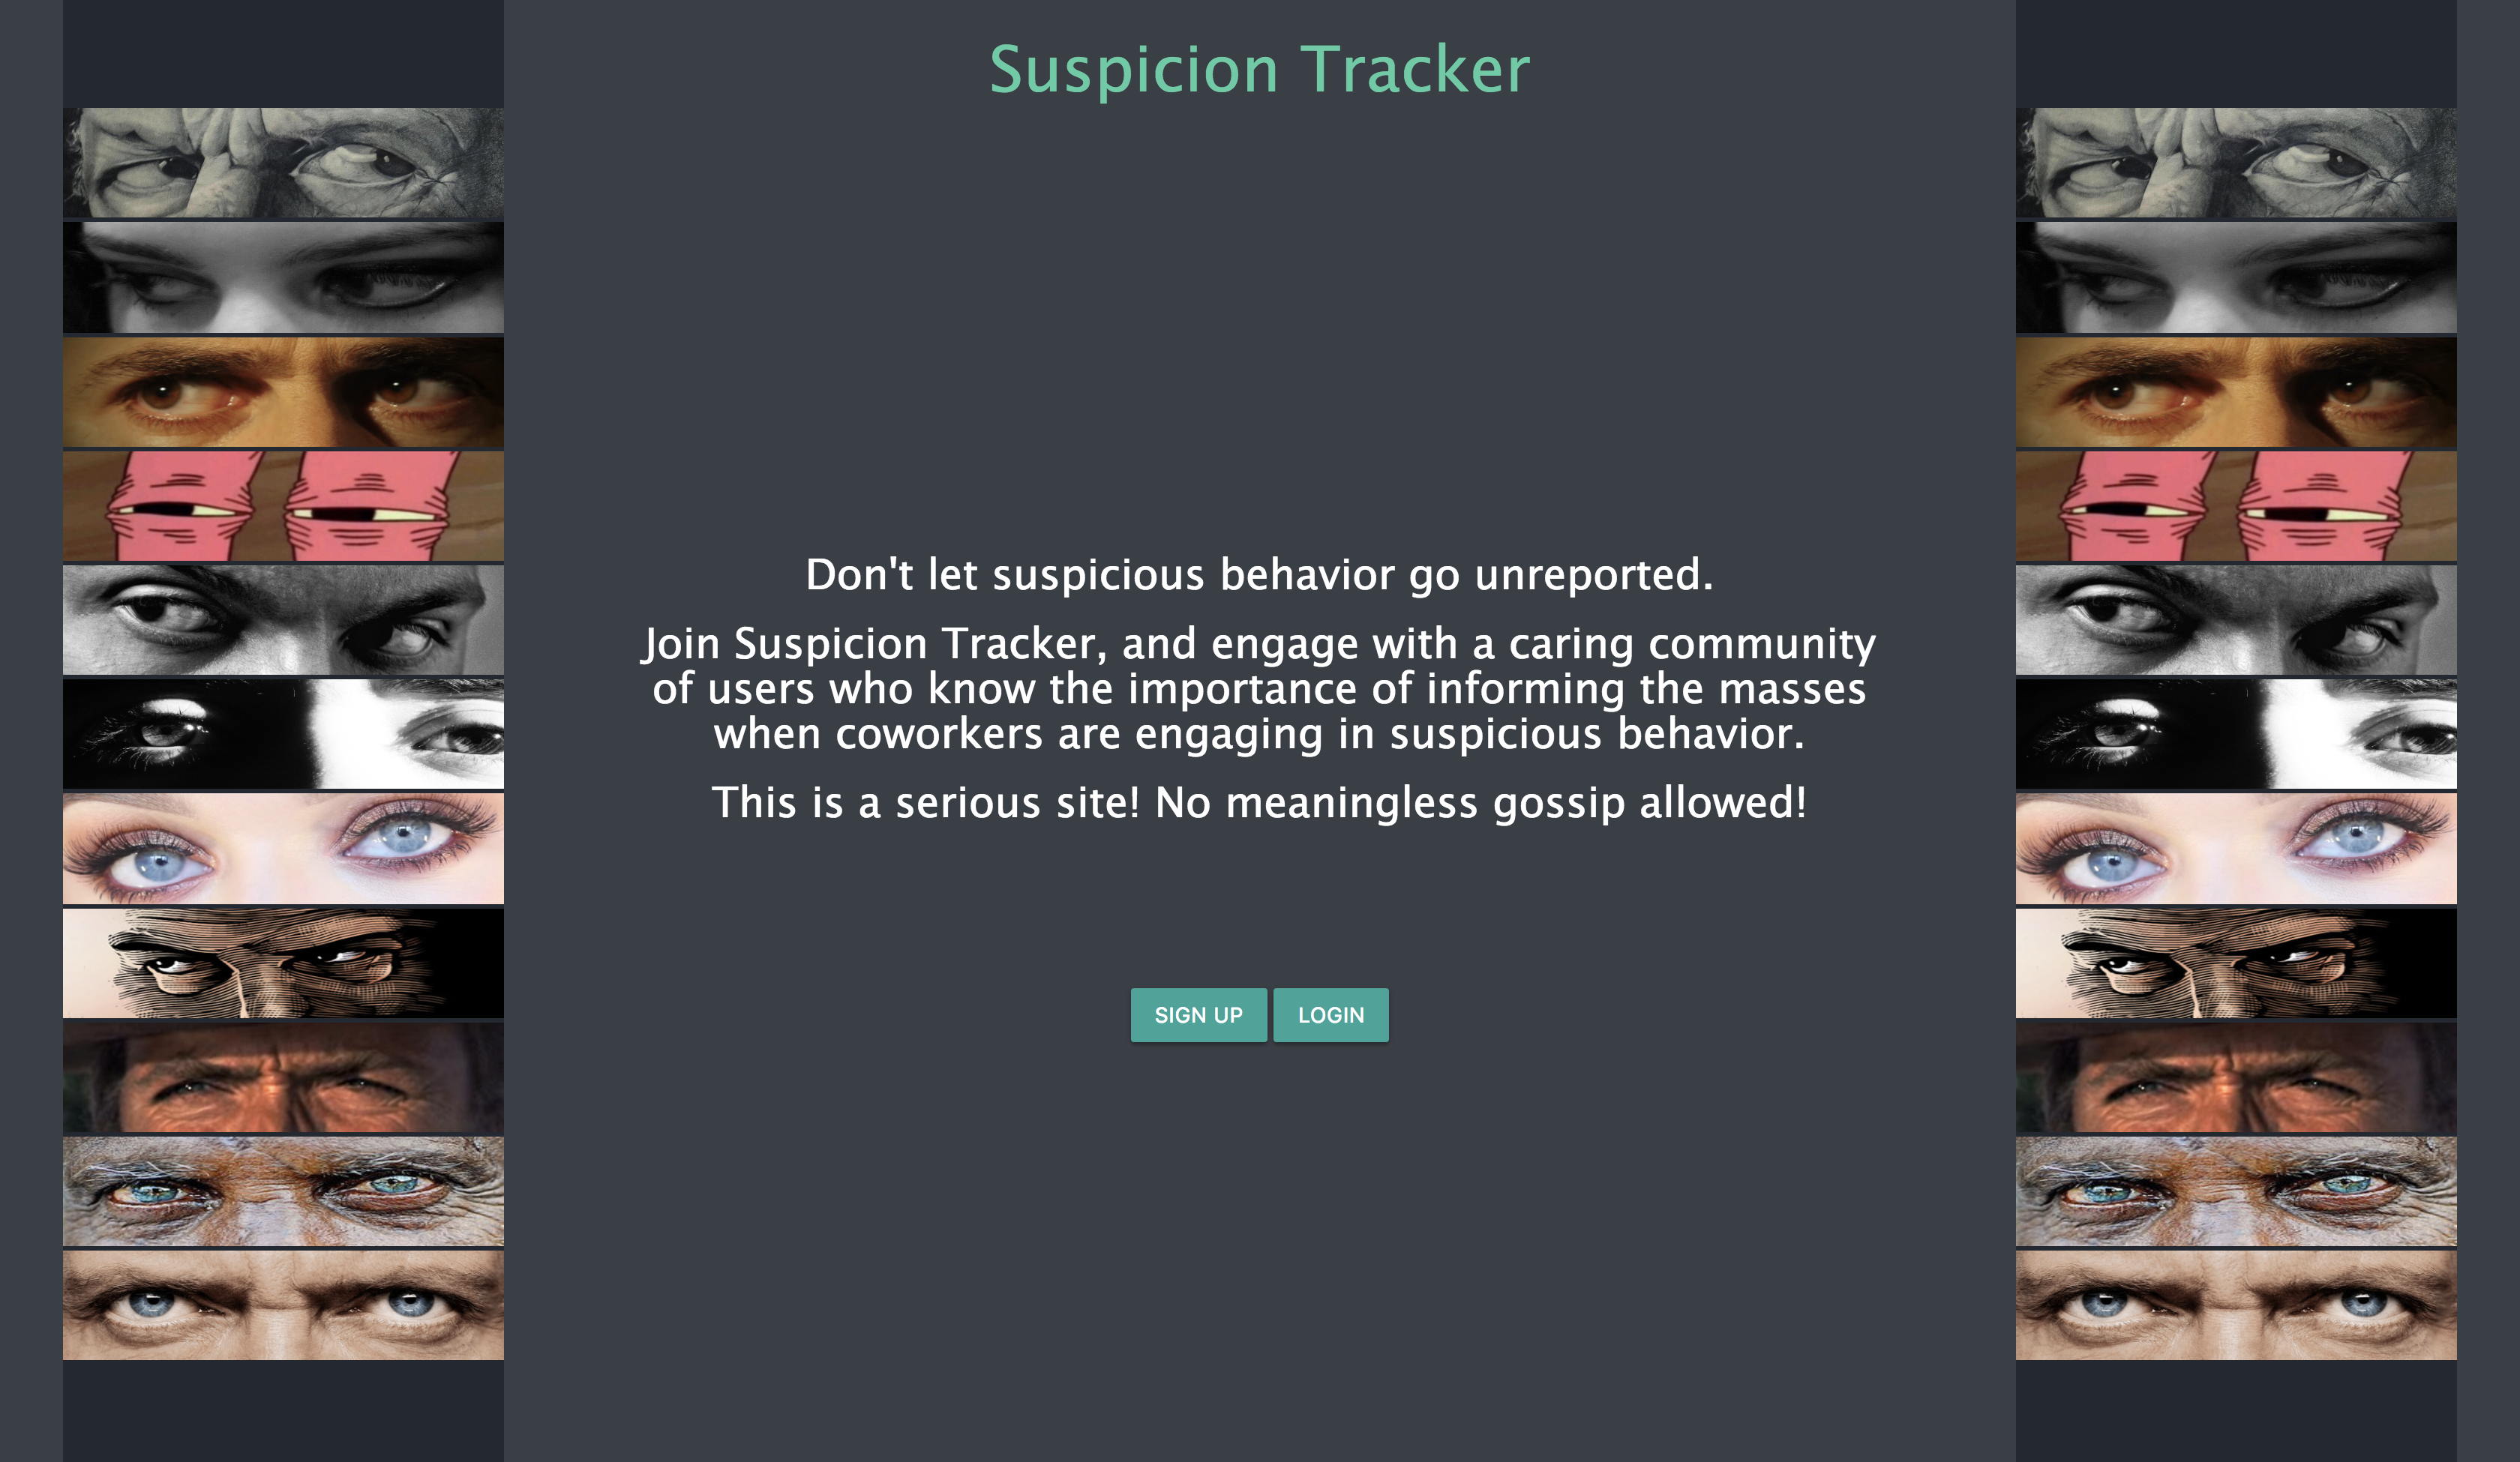 Suspicion Tracker
Don't let suspicious behavior go unreported.
Join Suspicion Tracker, and engage with a caring community
of users who know the importance of informing the masses
when coworkers are engaging in suspicious behavior.
This is a serious site! No meaningless gossip allowed!
SIGN UP
LOGIN